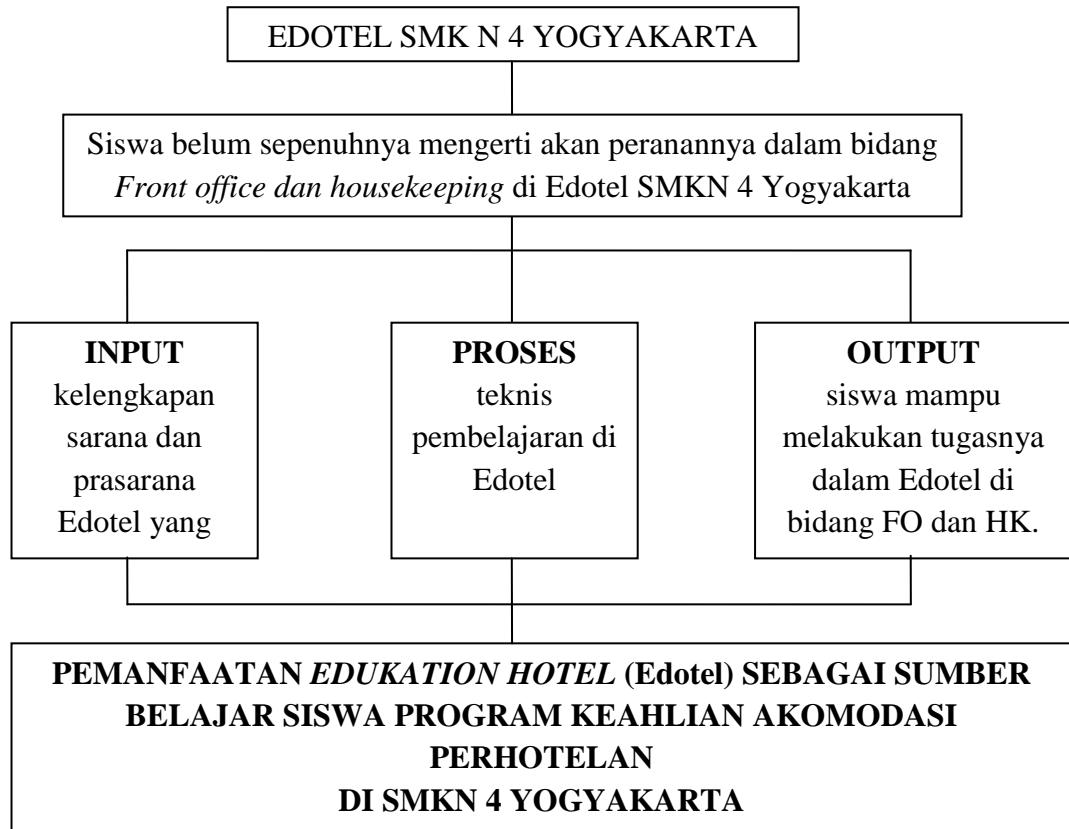 EDOTEL SMK N 4 YOGYAKARTA
Siswa belum sepenuhnya mengerti akan peranannya dalam bidang
Front office dan housekeeping di Edotel SMKN 4 Yogyakarta
INPUT
kelengkapan
sarana dan
prasarana
Edotel yang
PROSES
teknis
pembelajaran di
Edotel
OUTPUT
siswa mampu
melakukan tugasnya
dalam Edotel di
bidang FO dan HK.
PEMANFAATAN EDUKATION HOTEL (Edotel) SEBAGAI SUMBER
BELAJAR SISWA PROGRAM KEAHLIAN AKOMODASI
PERHOTELAN
DI SMKN 4 YOGYAKARTA